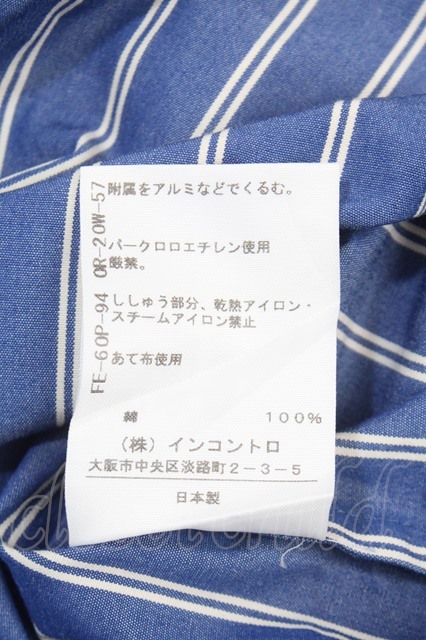 附属をアルミなどでくるむ。
パークロロエチレン使用
厳禁。
ししゅう部分、乾熱アイロン・
スチームアイロン禁止
あて布使用
FE-60P-94 OR-20W-57
綿 100%
(株) インコントロ
大阪市中央区淡路町2-3-5
日本製
closet child